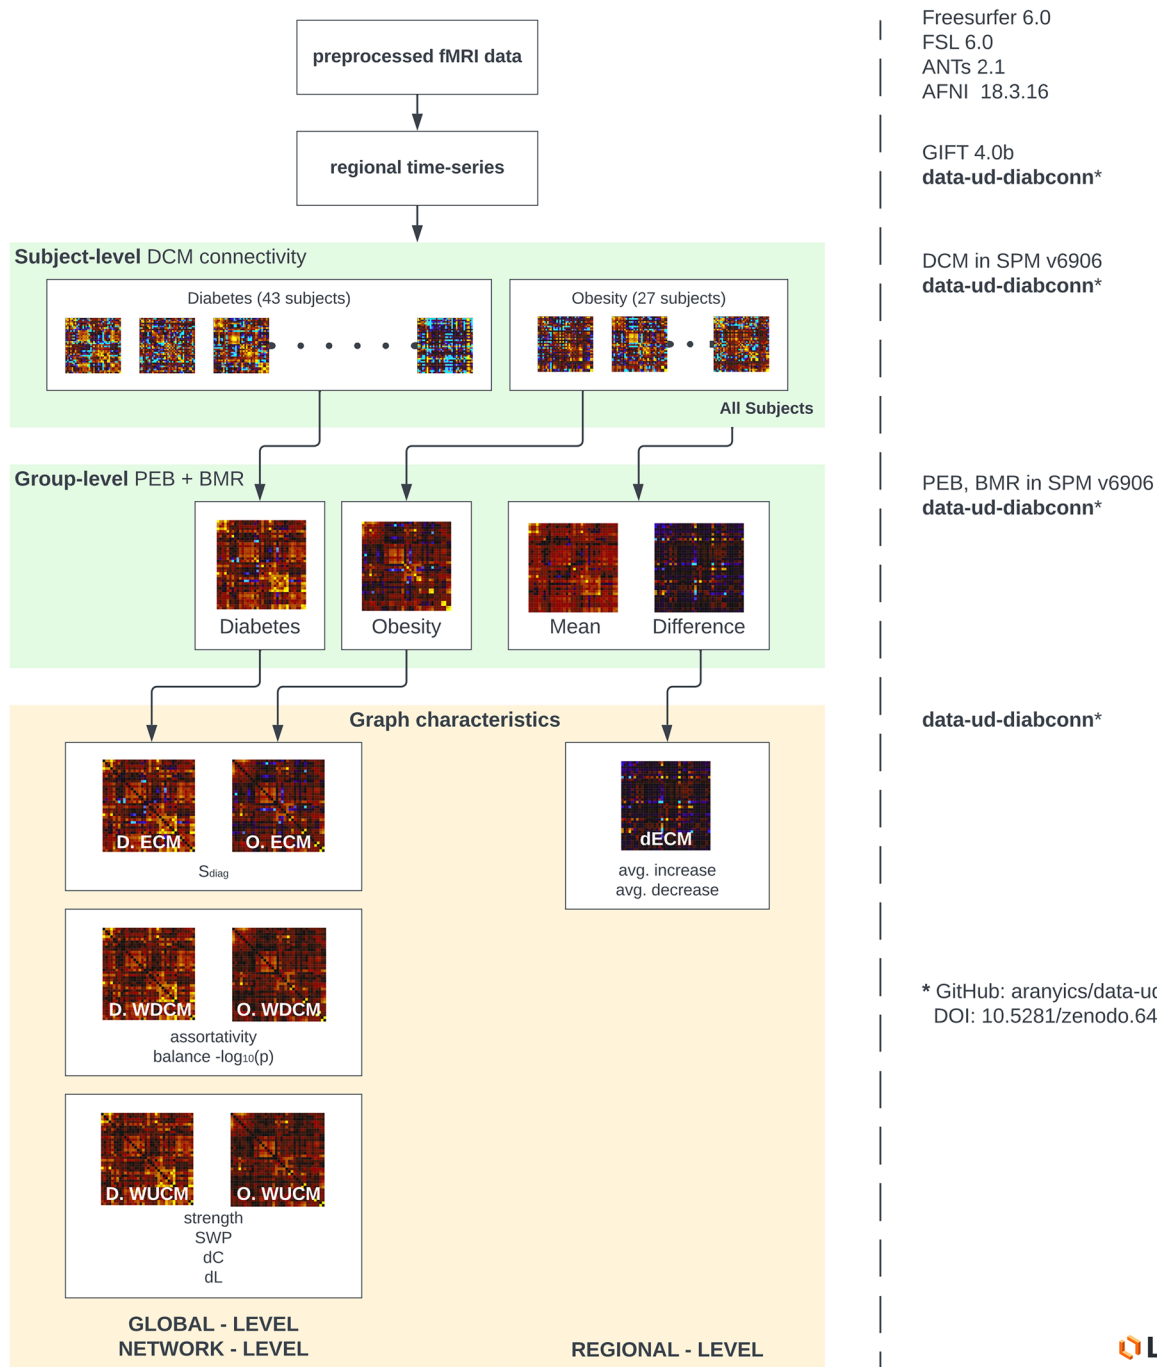 preprocessed fMRI data
regional time-series
Subject-level DCM connectivity
Diabetes (43 subjects)
Obesity (27 subjects)
All Subjects
Group-level PEB + BMR
Diabetes
Obesity
Mean
Difference
Graph characteristics
D. ECM
O. ECM
Sdiag
dECM
avg. increase
avg. decrease
D. WDCM
O. WDCM
assortativity
balance -log10(p)
D. WUCM
O. WUCM
strength
SWP
dC
dL
GLOBAL - LEVEL
NETWORK - LEVEL
REGIONAL - LEVEL
Freesurfer 6.0
FSL 6.0
ANTs 2.1
AFNI 18.3.16
GIFT 4.0b
data-ud-diabconn*
DCM in SPM v6906
data-ud-diabconn*
PEB, BMR in SPM v6906
data-ud-diabconn*
data-ud-diabconn*
* GitHub: aranyics/data-ud
DOI: 10.5281/zenodo.64